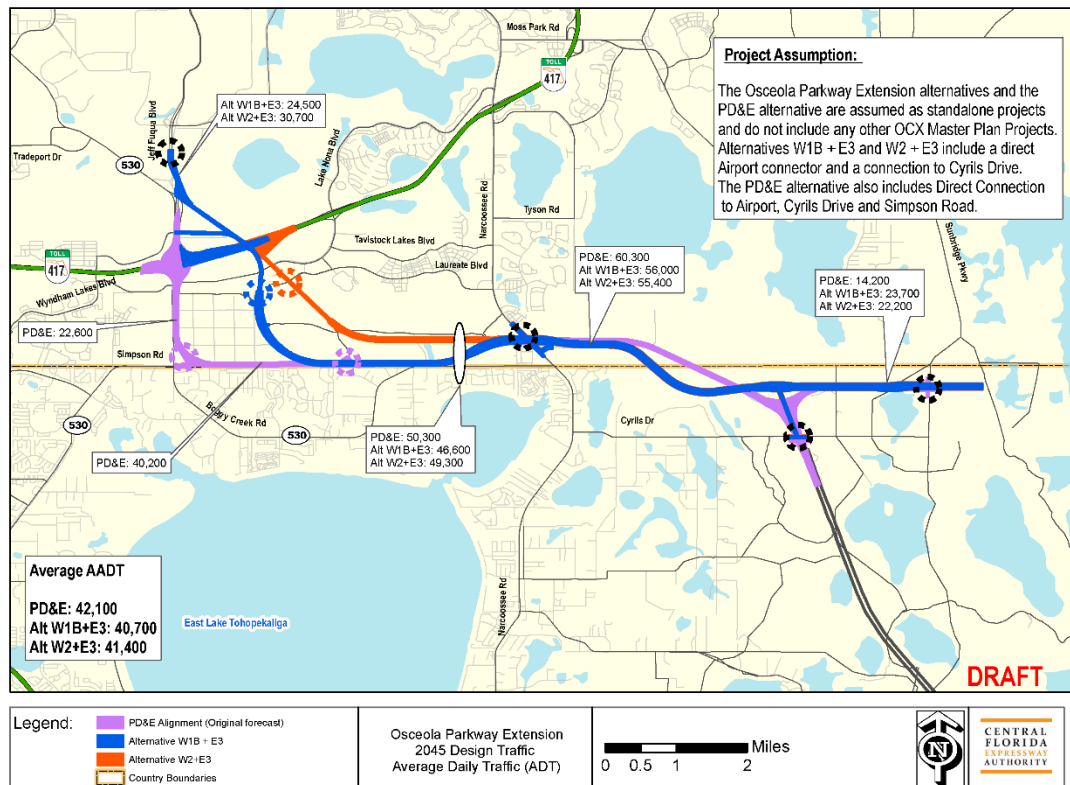 Moss Park Rd
TOLL
417
Project Assumption:
The Osceola Parkway Extension alternatives and the
PD&E alternative are assumed as standalone projects
and do not include any other OCX Master Plan Projects.
Alternatives W1B + E3 and W2 + E3 include a direct
Airport connector and a connection to Cyrils Drive.
The PD&E alternative also includes Direct Connection
to Airport, Cyrils Drive and Simpson Road.
Alt W1B+E3: 24,500
Alt W2+E3: 30,700
Jeff Fuqua Blvd
Tradeport Dr
530
Lake Nona Blvd
Narcoossee Rd
Tyson Rd
Sunbridge Pkwy
Tavistock Lakes Blvd
Laureate Blvd
TOLL
417
Wyndham Lakes Blvd
PD&E: 60,300
Alt W1B+E3: 56,000
Alt W2+E3: 55,400
PD&E: 14,200
Alt W1B+E3: 23,700
Alt W2+E3: 22,200
PD&E: 22,600
Simpson Rd
Boggy Creek Rd
530
530
Cyrils Dr
PD&E: 40,200
PD&E: 50,300
Alt W1B+E3: 46,600
Alt W2+E3: 49,300
Narcoossee Rd
Average AADT
PD&E: 42,100
Alt W1B+E3: 40,700
Alt W2+E3: 41,400
East Lake Tohopekaliga
DRAFT
Legend:
PD&E Alignment (Original forecast)
Alternative W1B + E3
Alternative W2+E3
Country Boundaries
Osceola Parkway Extension
2045 Design Traffic
Average Daily Traffic (ADT)
Miles
0 0.5 1 2
N
CENTRAL
FLORIDA
EXPRESSWAY
AUTHORITY